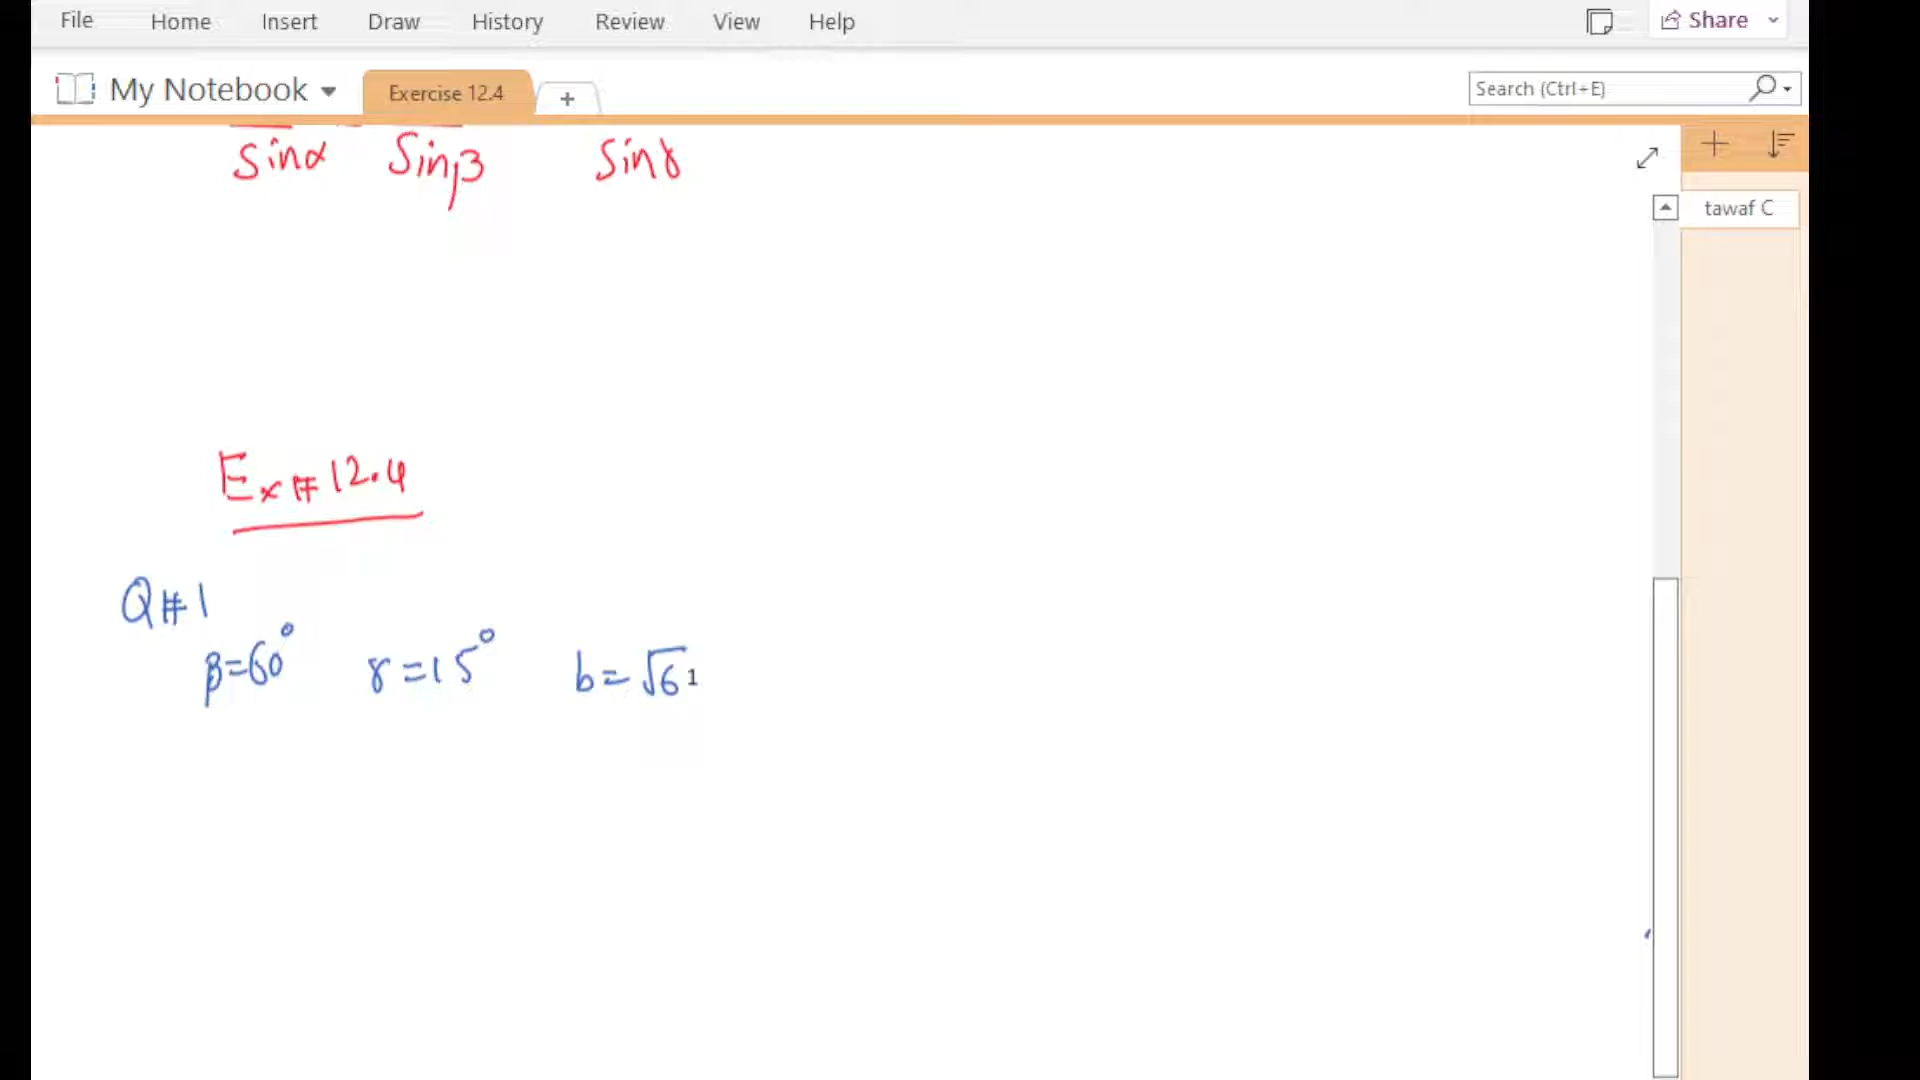 File Home Insert Draw History Review View Help Share
My Notebook Exercise 12.4 + Search (Ctrl+E)
Sinα Sinβ Sinγ
tawaf C
Ex#12.4
Q#1
β=60° γ=15° b=√6